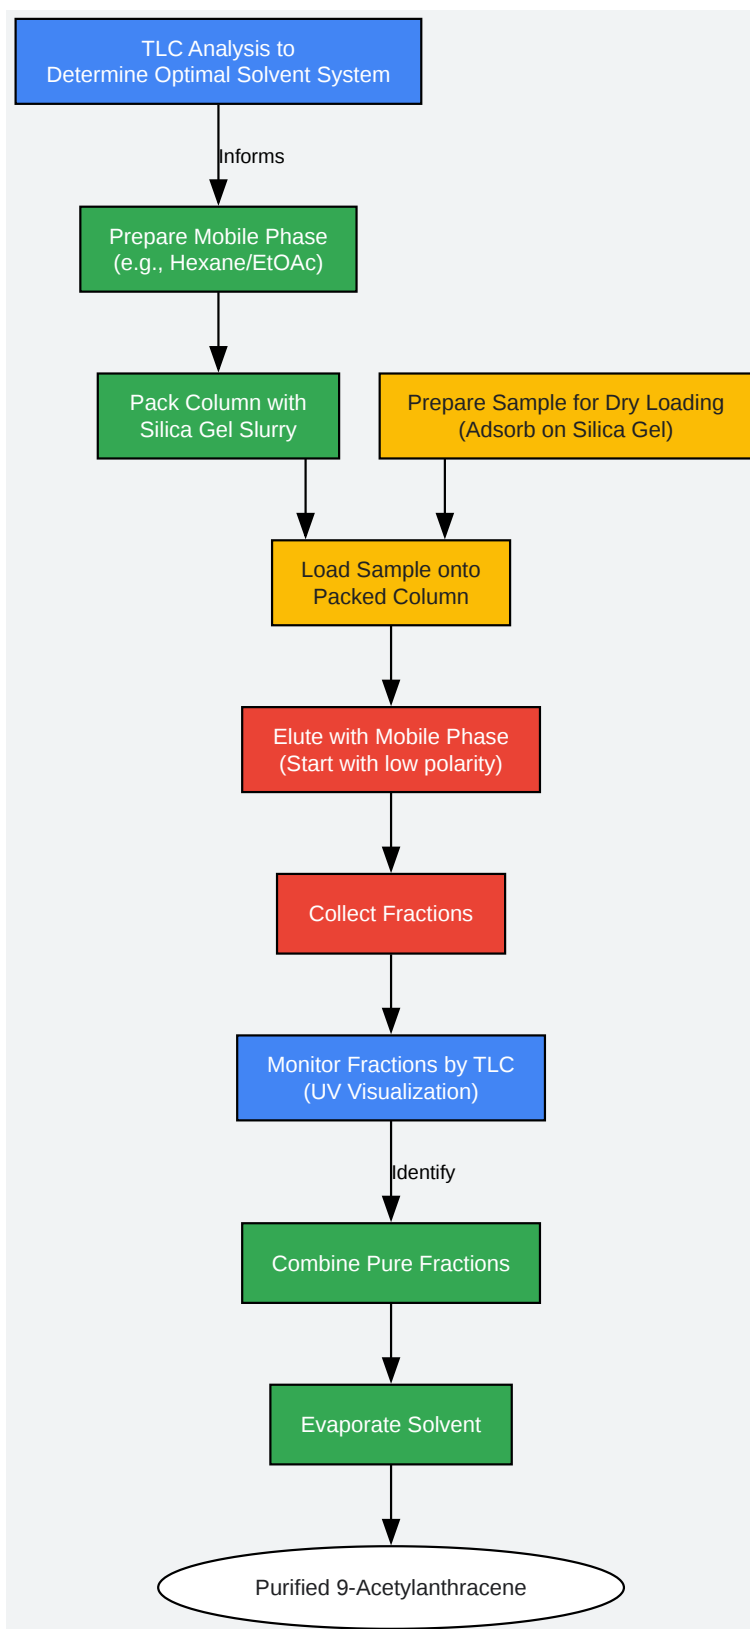 TLC Analysis to
Determine Optimal Solvent System
Informs
Prepare Mobile Phase
(e.g., Hexane/EtOAc)
Pack Column with
Silica Gel Slurry
Prepare Sample for Dry Loading
(Adsorb on Silica Gel)
Load Sample onto
Packed Column
Elute with Mobile Phase
(Start with low polarity)
Collect Fractions
Monitor Fractions by TLC
(UV Visualization)
Identify
Combine Pure Fractions
Evaporate Solvent
Purified 9-Acetylanthracene